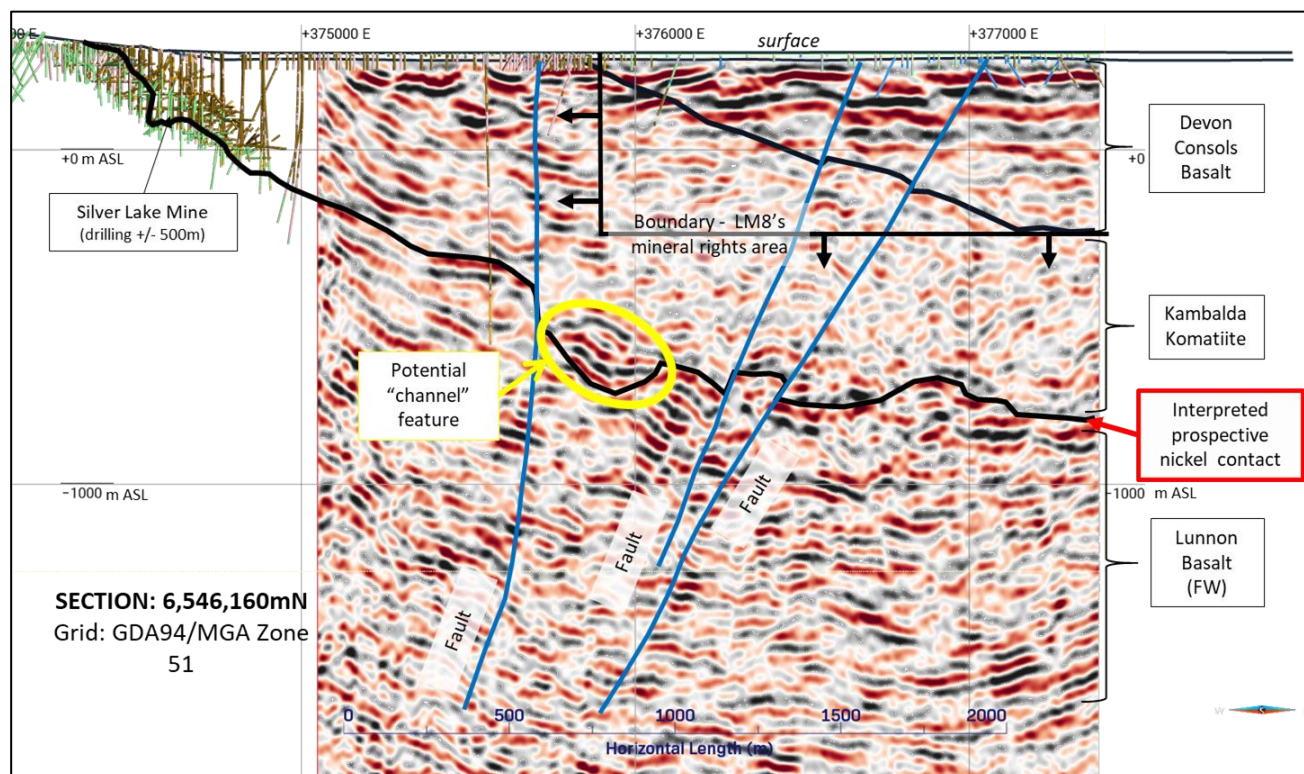 00 E
+375000 E
+376000 E
+377000 E
surface
Devon
Consols
Basalt
+0 m ASL
+0
Silver Lake Mine
(drilling +/- 500m)
Boundary - LM8's
mineral rights area
Kambalda
Komatiite
Potential
“channel”
feature
Interpreted
prospective
nickel contact
-1000 m ASL
-1000 m ASL
Fault
Fault
Fault
Lunnon
Basalt
(FW)
SECTION: 6,546,160mN
Grid: GDA94/MGA Zone
51
0 500 1000 1500 2000
Horizontal Length (m)
W